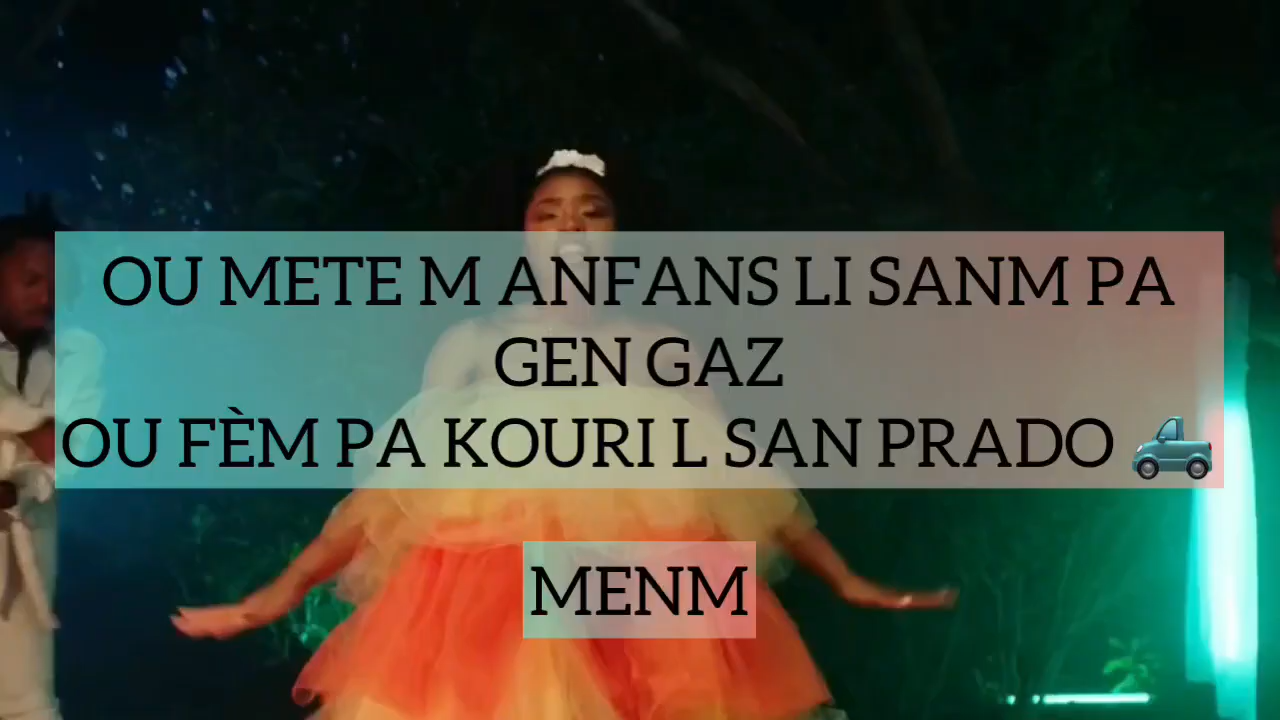 OU METE M ANFANS LI SANM PA
GEN GAZ
OU FÈM PA KOURI L SAN PRADO 🛻
MENM